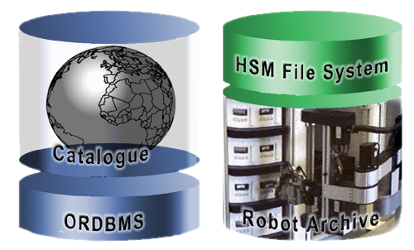 Catalogue
ORDBMS
HSM File System
Robot Archive